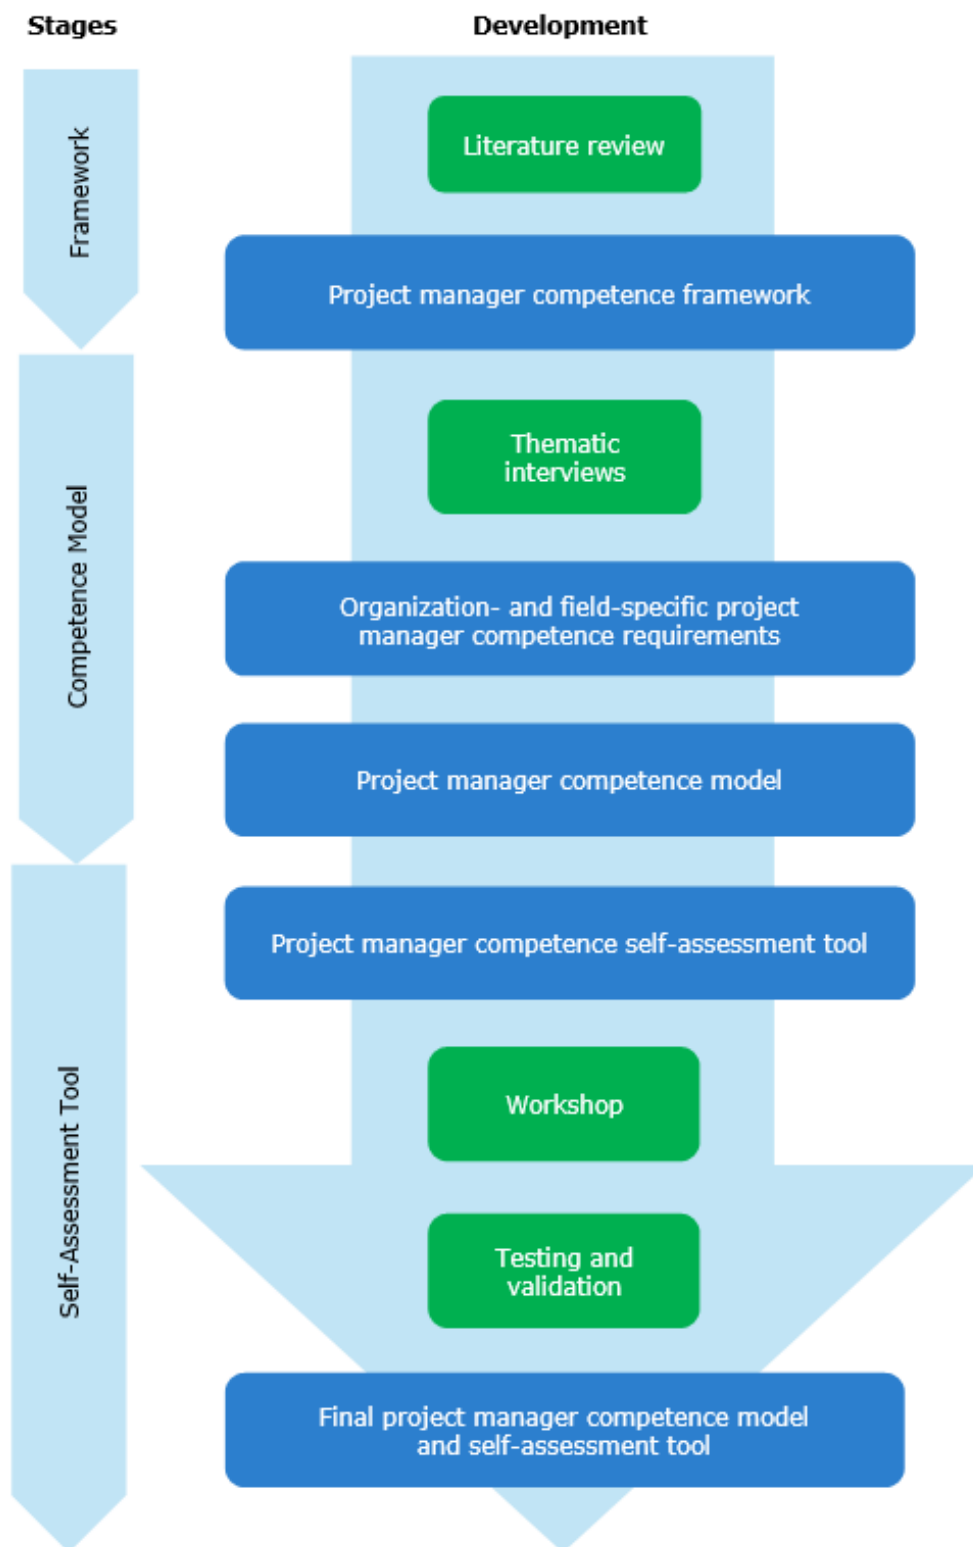 Stages
Development
Framework
Literature review
Project manager competence framework
Competence Model
Thematic
interviews
Organization- and field-specific project
manager competence requirements
Project manager competence model
Self-Assessment Tool
Project manager competence self-assessment tool
Workshop
Testing and
validation
Final project manager competence model
and self-assessment tool